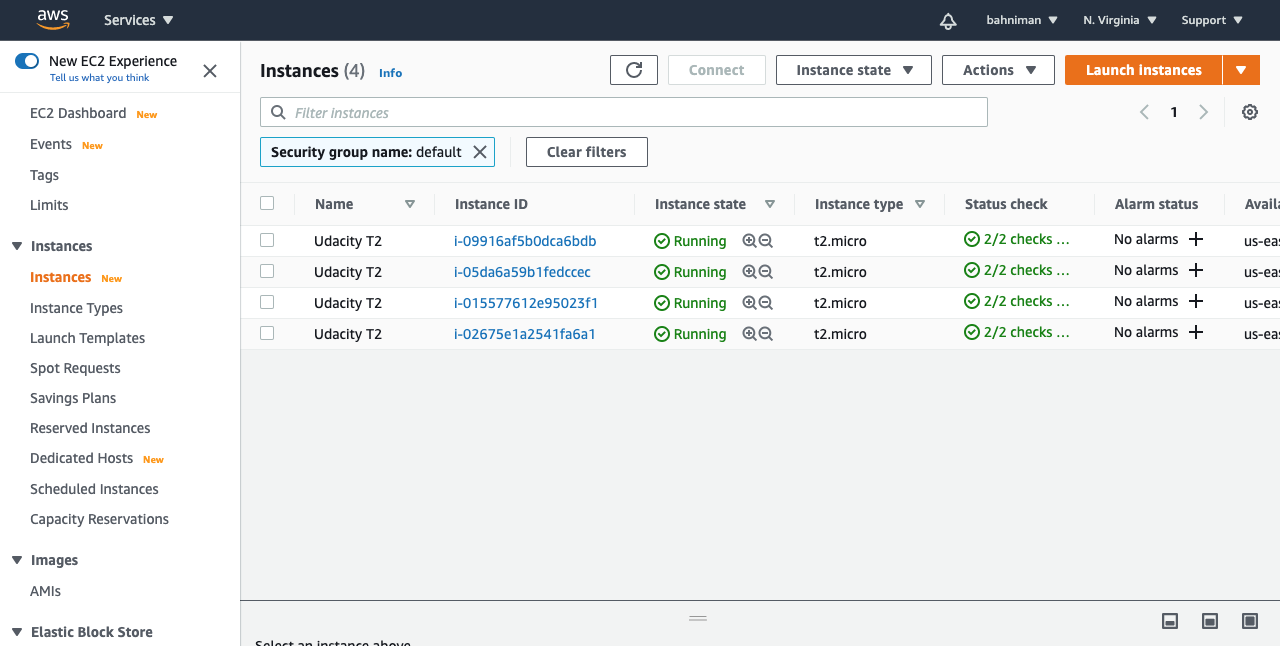 aws Services bahniman N. Virginia Support
New EC2 Experience
Tell us what you think
EC2 Dashboard New
Events New
Tags
Limits
Instances
Instances New
Instance Types
Launch Templates
Spot Requests
Savings Plans
Reserved Instances
Dedicated Hosts New
Scheduled Instances
Capacity Reservations
Images
AMIs
Elastic Block Store
Instances (4) Info Connect Instance state Actions Launch instances
Filter instances 1
Security group name: default Clear filters
Name Instance ID Instance state Instance type Status check Alarm status Availa
Udacity T2 i-09916af5b0dca6bdb Running t2.micro 2/2 checks ... No alarms us-eas
Udacity T2 i-05da6a59b1fedccec Running t2.micro 2/2 checks ... No alarms us-eas
Udacity T2 i-015577612e95023f1 Running t2.micro 2/2 checks ... No alarms us-eas
Udacity T2 i-02675e1a2541fa6a1 Running t2.micro 2/2 checks ... No alarms us-eas
Select an instance above